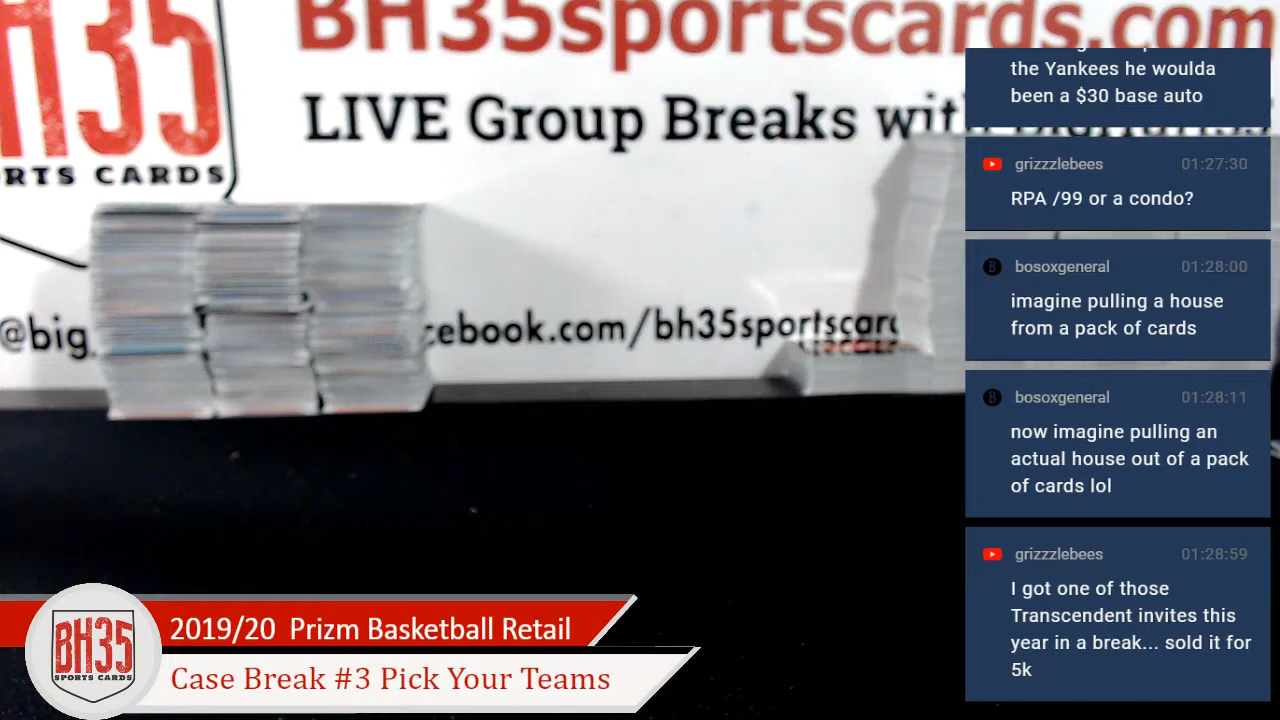 BH35sportscards.com
LIVE Group Breaks with
H35
RTS CARDS
@big
cebook.com/bh35sportscard
the Yankees he woulda
been a $30 base auto
grizzzlebees 01:27:30
RPA /99 or a condo?
bosoxgeneral 01:28:00
imagine pulling a house
from a pack of cards
bosoxgeneral 01:28:11
now imagine pulling an
actual house out of a pack
of cards lol
grizzzlebees 01:28:59
I got one of those
Transcendent invites this
year in a break... sold it for
5k
BH35
SPORTS CARDS
2019/20 Prizm Basketball Retail
Case Break #3 Pick Your Teams